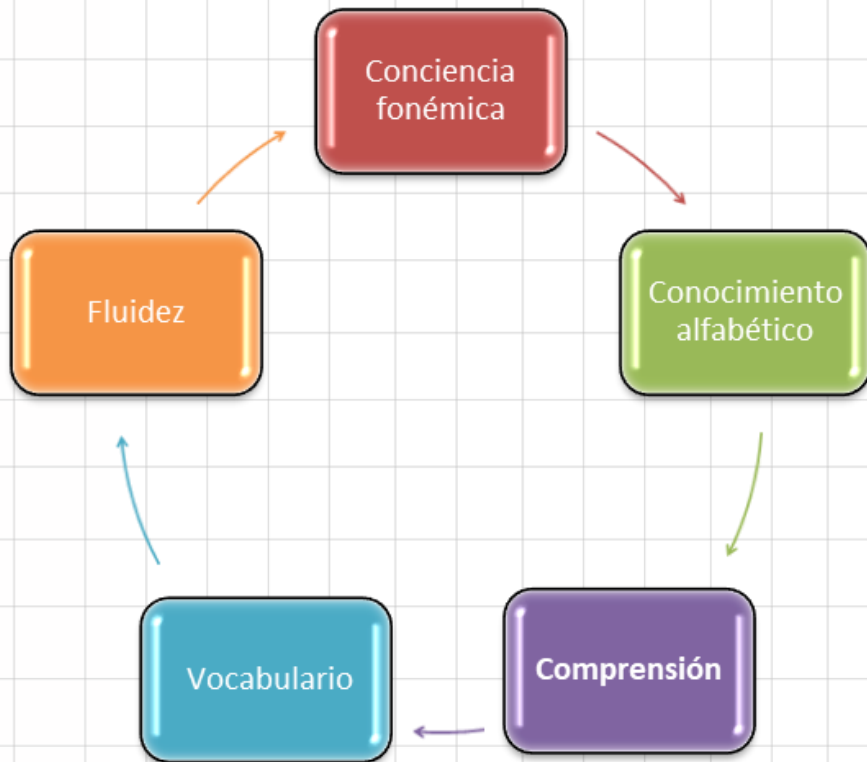 Conciencia
fonémica
Fluidez
Conocimiento
alfabético
Vocabulario
Comprensión